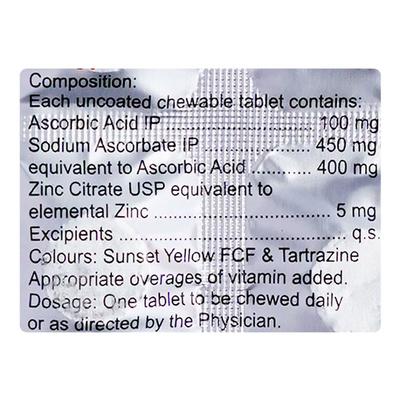 Composition:
Each uncoated chewable tablet contains:
Ascorbic Acid IP ........................ 100 mg
Sodium Ascorbate IP ................... 450 mg
equivalent to Ascorbic Acid ........... 400 mg
Zinc Citrate USP equivalent to
elemental Zinc ............................... 5 mg
Excipients ........................................ q.s.
Colours: Sunset Yellow FCF & Tartrazine
Appropriate overages of vitamin added.
Dosage: One tablet to be chewed daily
or as directed by the Physician.